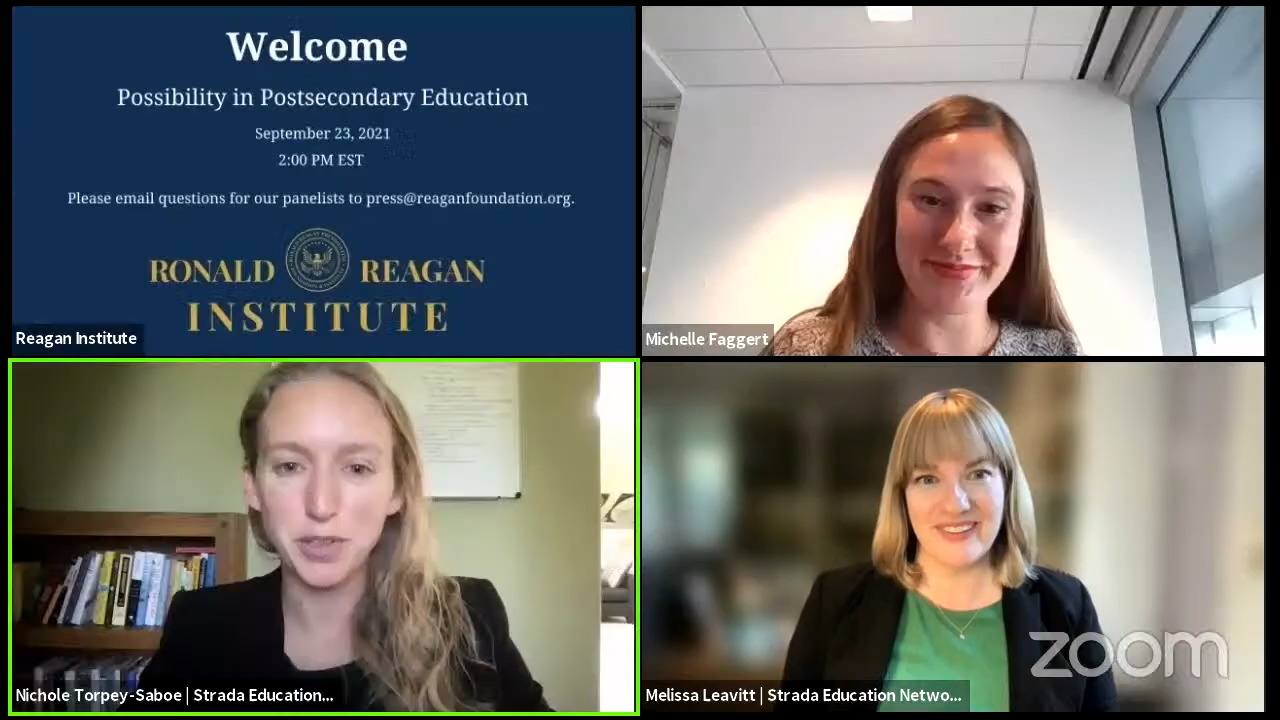 Welcome
Possibility in Postsecondary Education
September 23, 2021
2:00 PM EST
Please email questions for our panelists to press@reaganfoundation.org.
RONALD REAGAN
INSTITUTE
Reagan Institute
Michelle Faggert
Nichole Torpey-Saboe | Strada Education...
Melissa Leavitt | Strada Education Netwo...
zoom